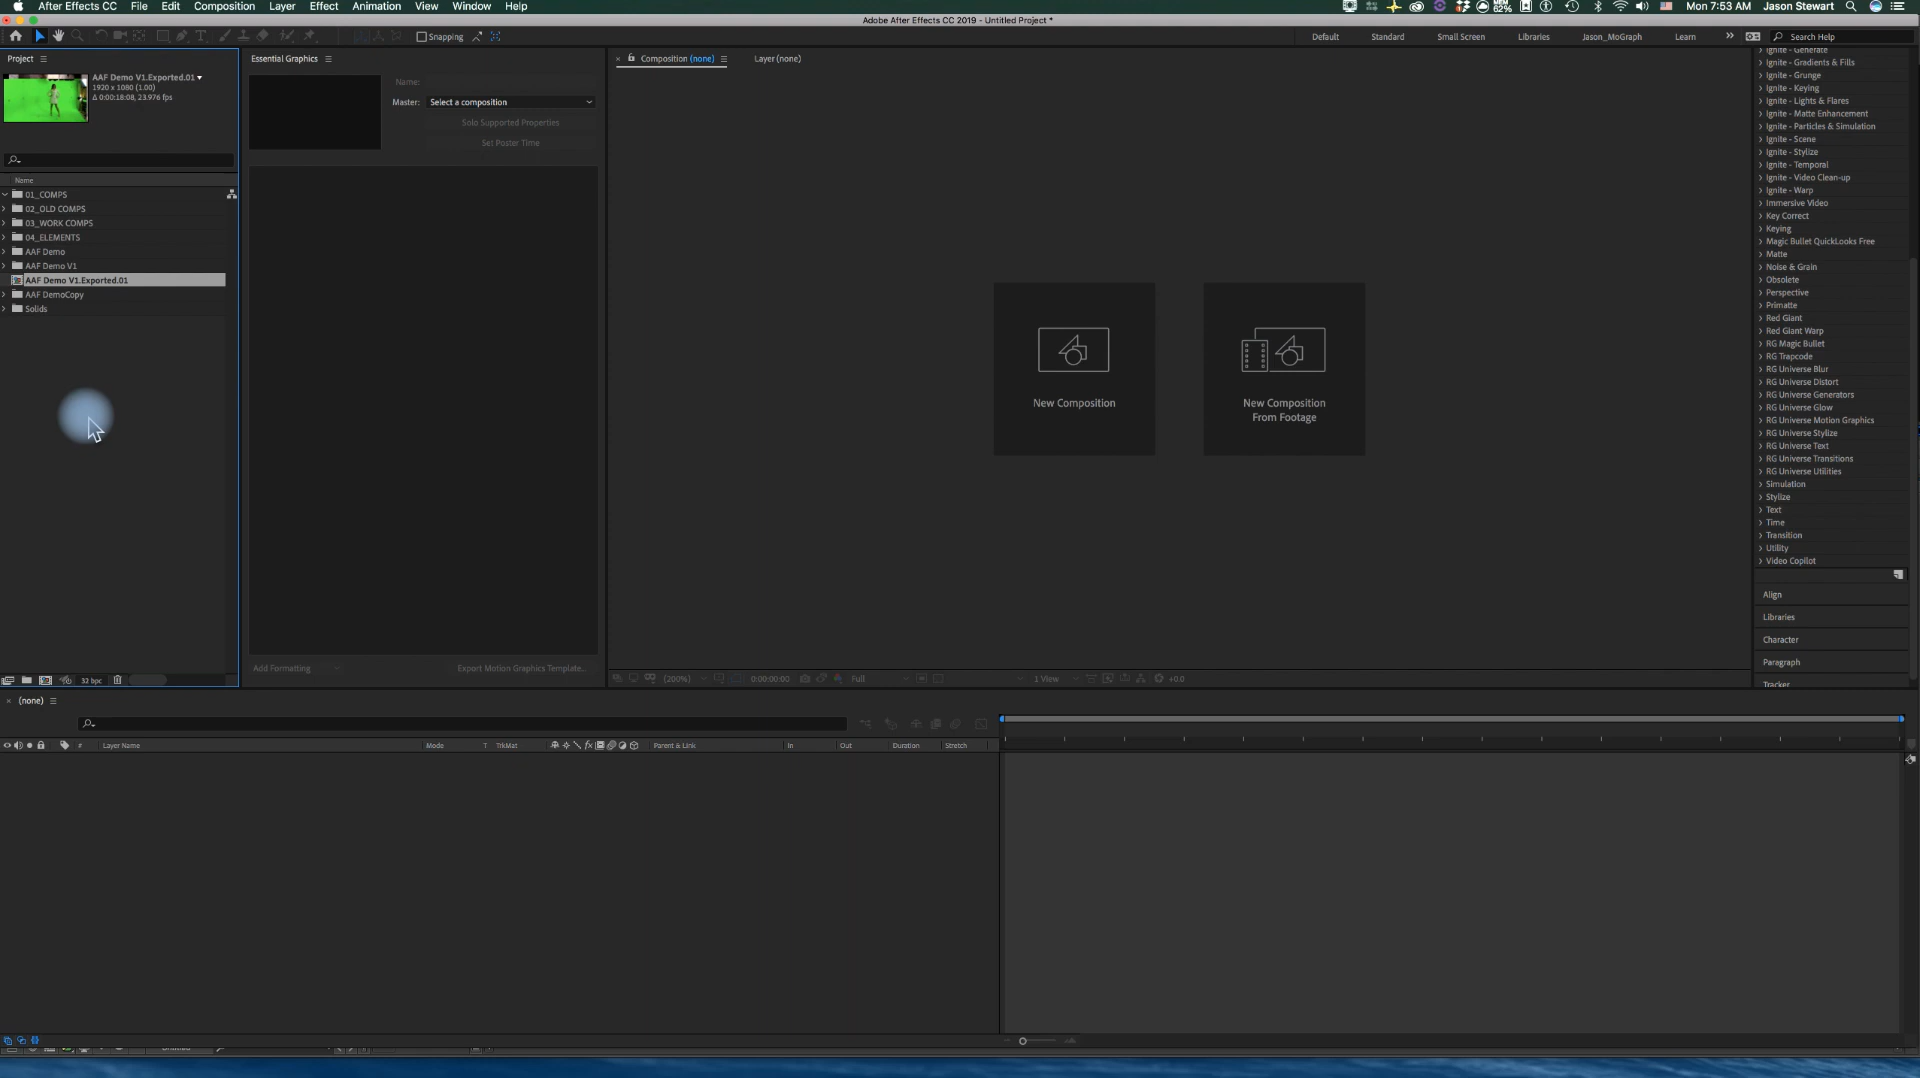 After Effects CC File Edit Composition Layer Effect Animation View Window Help
MEM 62% Mon 7:53 AM Jason Stewart
Adobe After Effects CC 2019 - Untitled Project *
Snapping Default Standard Small Screen Libraries Jason_MoGraph Learn Search Help
Project
AAF Demo V1.Exported.01
1920 x 1080 (1.00)
Δ 0:00:18:08, 23.976 fps
Name
01_COMPS
02_OLD COMPS
03_WORK COMPS
04_ELEMENTS
AAF Demo
AAF Demo V1
AAF Demo V1.Exported.01
AAF DemoCopy
Solids
32 bpc
Essential Graphics
Name:
Master: Select a composition
Solo Supported Properties
Set Poster Time
Add Formatting Export Motion Graphics Template...
Composition (none) Layer (none)
New Composition
New Composition
From Footage
(200%) 0:00:00:00 Full 1 View +0.0
Ignite - Generate
Ignite - Gradients & Fills
Ignite - Grunge
Ignite - Keying
Ignite - Lights & Flares
Ignite - Matte Enhancement
Ignite - Particles & Simulation
Ignite - Scene
Ignite - Stylize
Ignite - Temporal
Ignite - Video Clean-up
Ignite - Warp
Immersive Video
Key Correct
Keying
Magic Bullet QuickLooks Free
Matte
Noise & Grain
Obsolete
Perspective
Primatte
Red Giant
Red Giant Warp
RG Magic Bullet
RG Trapcode
RG Universe Blur
RG Universe Distort
RG Universe Generators
RG Universe Glow
RG Universe Motion Graphics
RG Universe Stylize
RG Universe Text
RG Universe Transitions
RG Universe Utilities
Simulation
Stylize
Text
Time
Transition
Utility
Video Copilot
Align
Libraries
Character
Paragraph
Tracker
(none)
# Layer Name Mode T TrkMat fx Parent & Link In Out Duration Stretch